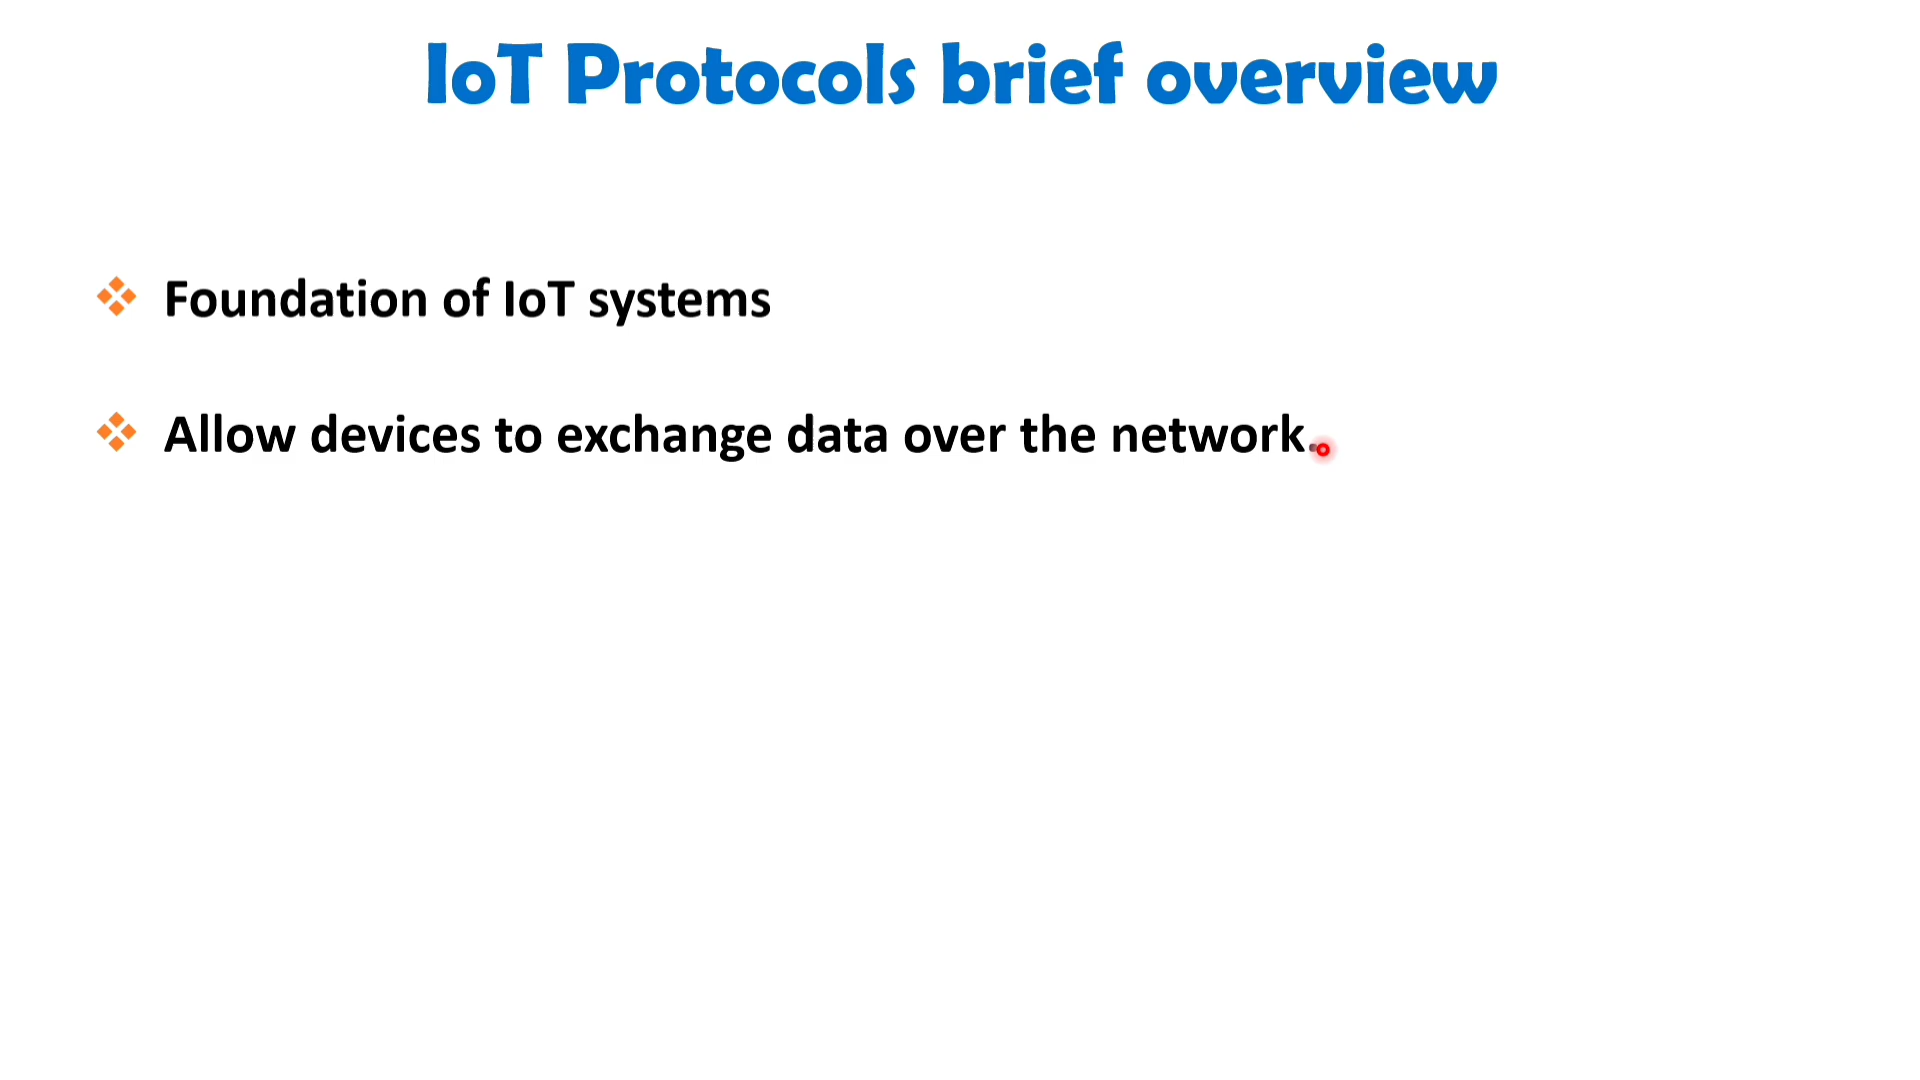 IoT Protocols brief overview
Foundation of IoT systems
Allow devices to exchange data over the network.